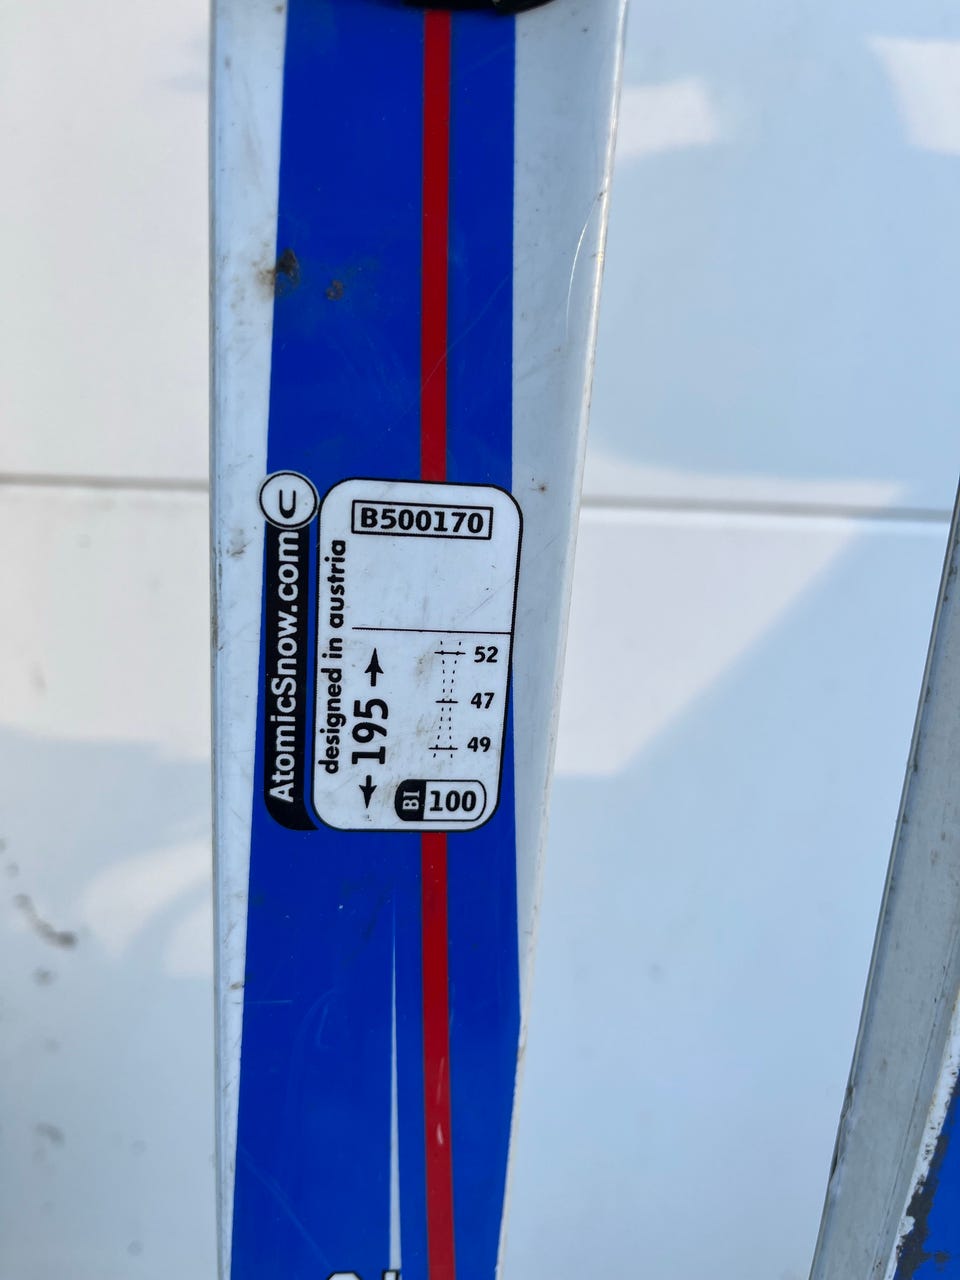 B500170
AtomicSnow.com
designed in austria
195
52
47
49
BI 100